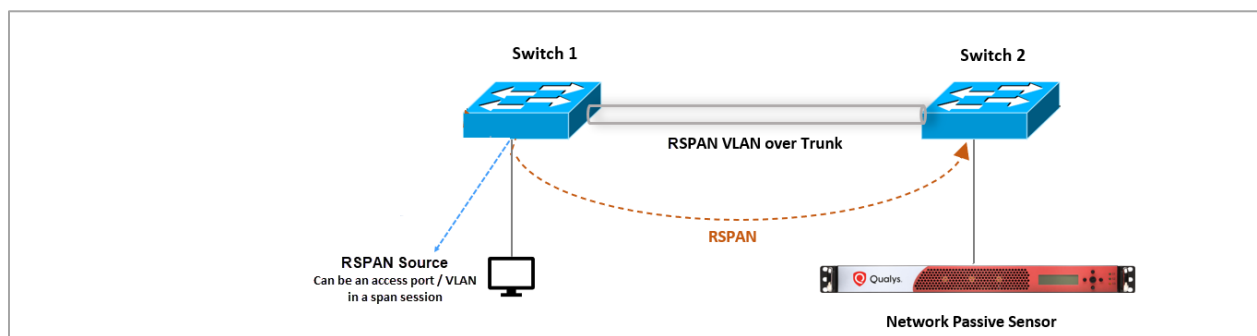 Switch 1
Switch 2
RSPAN VLAN over Trunk
RSPAN
RSPAN Source
Can be an access port / VLAN
in a span session
Qualys.
Network Passive Sensor